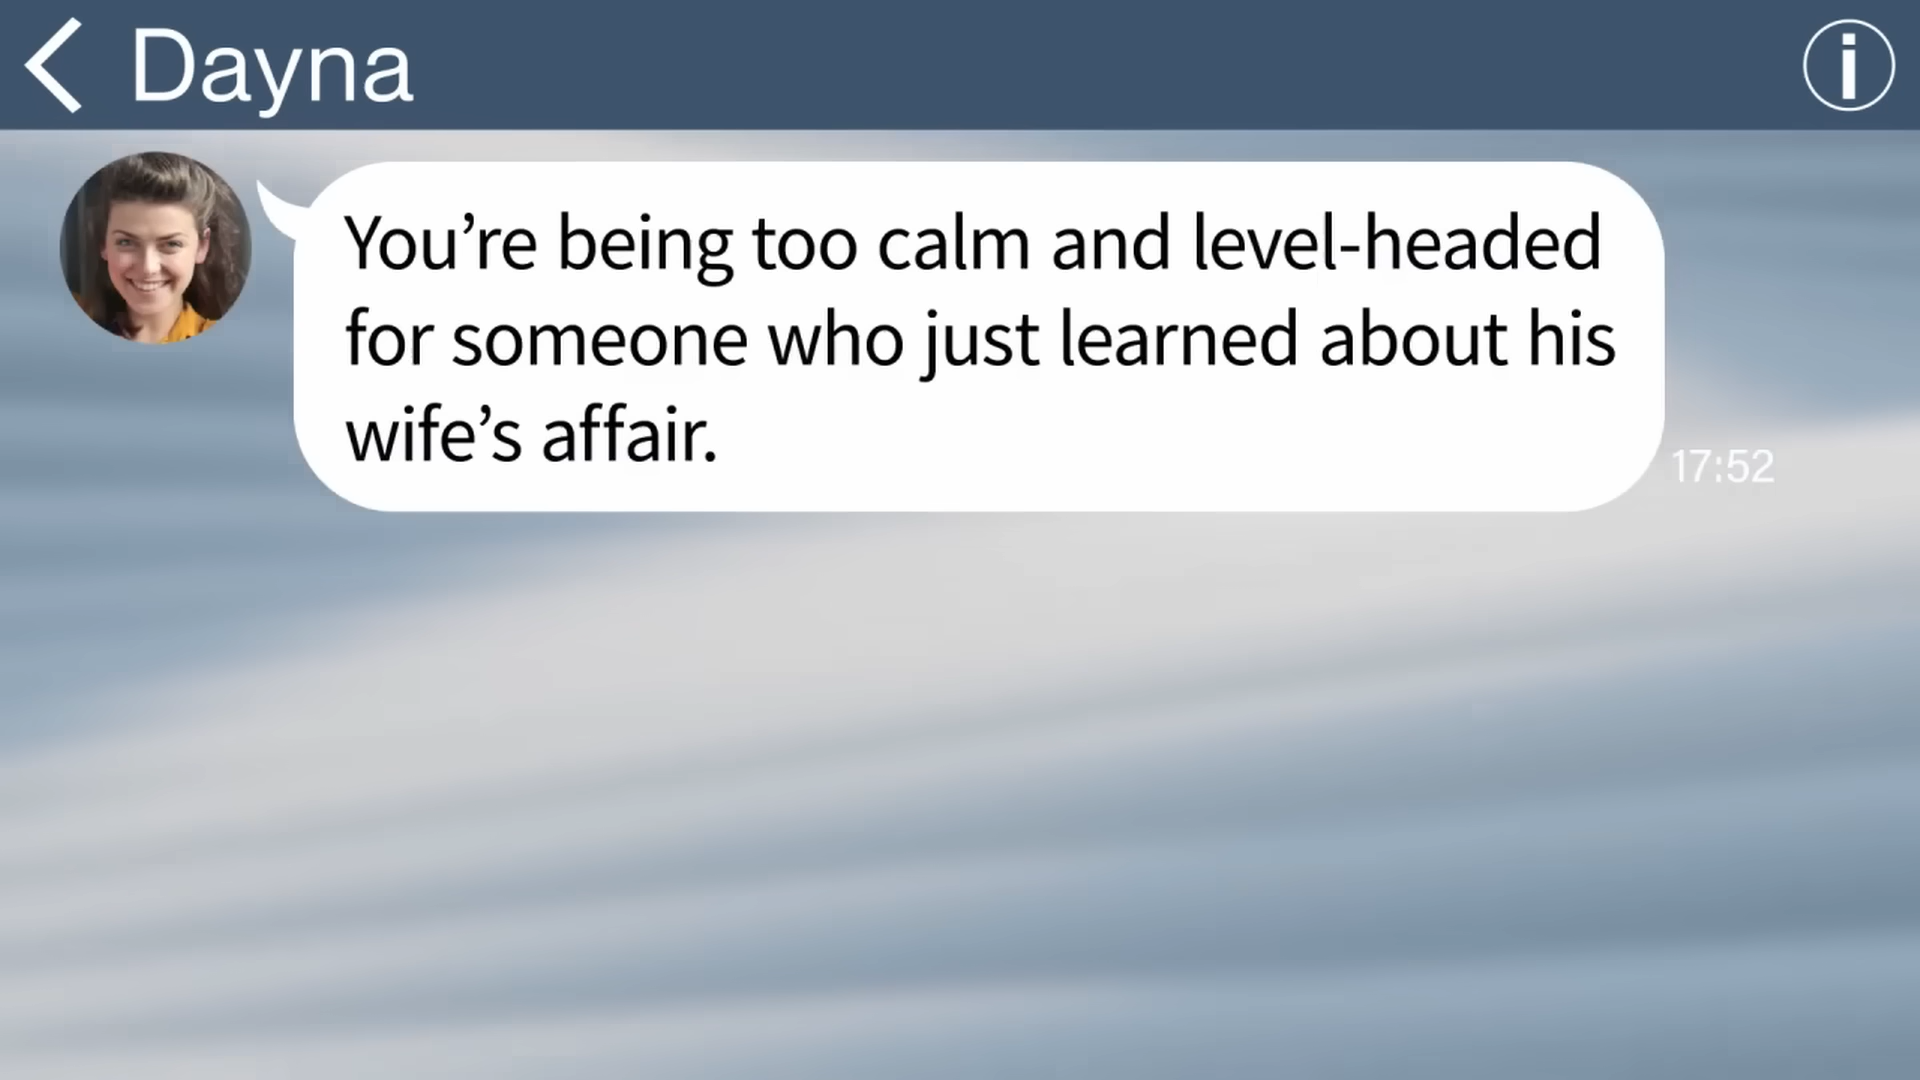 Dayna
You’re being too calm and level-headed
for someone who just learned about his
wife’s affair.
17:52